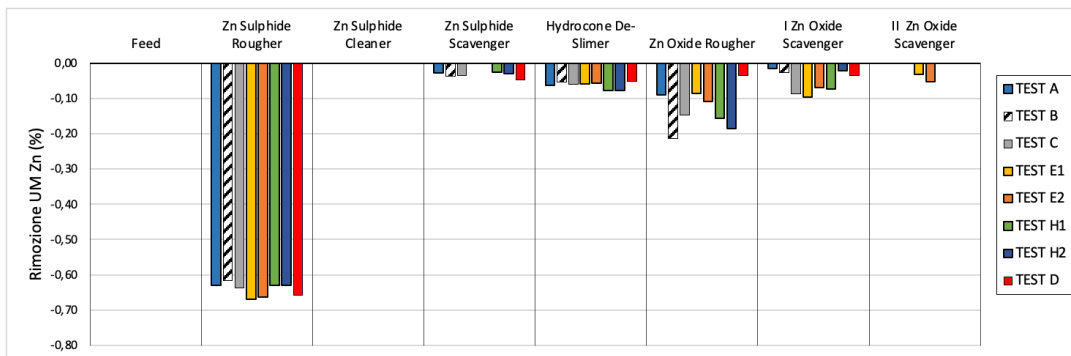 Feed
Zn Sulphide
Rougher
Zn Sulphide
Cleaner
Zn Sulphide
Scavenger
Hydrocone De-
Slimer
Zn Oxide Rougher
I Zn Oxide
Scavenger
II Zn Oxide
Scavenger
Rimozione UM Zn (%)
0,00
-0,10
-0,20
-0,30
-0,40
-0,50
-0,60
-0,70
-0,80
TEST A
TEST B
TEST C
TEST E1
TEST E2
TEST H1
TEST H2
TEST D